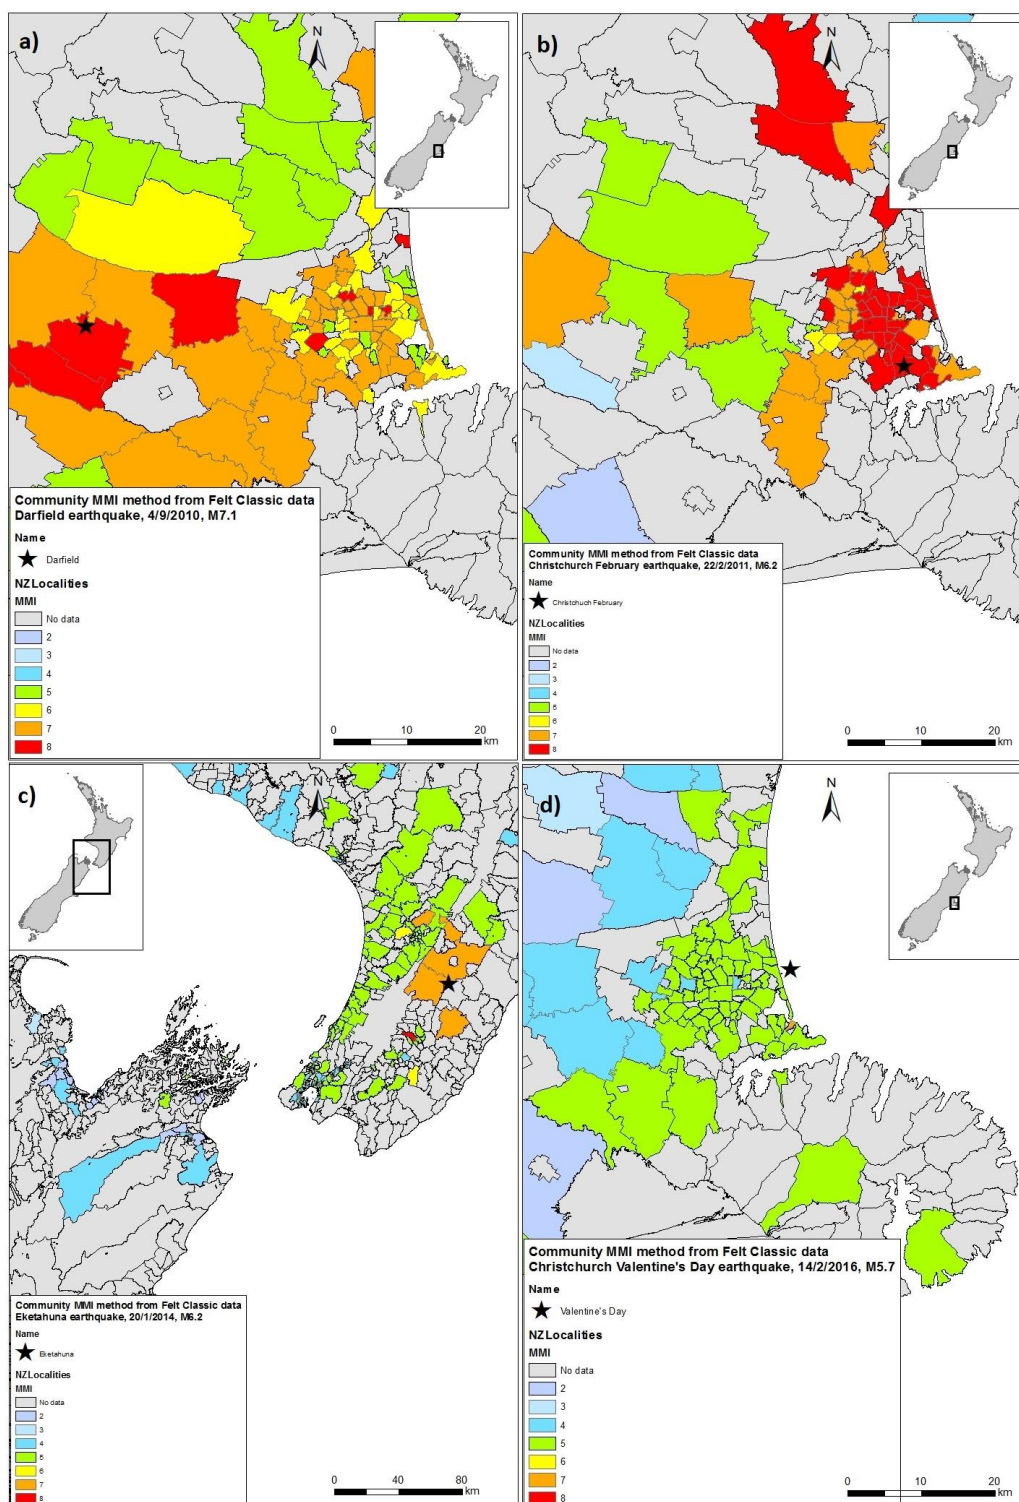 a)
N
Community MMI method from Felt Classic data
Darfield earthquake, 4/9/2010, M7.1
Name
Darfield
NZLocalities
MMI
No data
2
3
4
5
6
7
8
0 10 20
km
b)
N
Community MMI method from Felt Classic data
Christchurch February earthquake, 22/2/2011, M6.2
Name
Christchuch February
NZLocalities
MMI
No data
2
3
4
5
6
7
8
0 10 20
km
c)
N
Community MMI method from Felt Classic data
Eketahuna earthquake, 20/1/2014, M6.2
Name
Eketahuna
NZLocalities
MMI
No data
2
3
4
5
6
7
8
0 40 80
km
d)
N
Community MMI method from Felt Classic data
Christchurch Valentine's Day earthquake, 14/2/2016, M5.7
Name
Valentine's Day
NZLocalities
MMI
No data
2
3
4
5
6
7
8
0 10 20
km